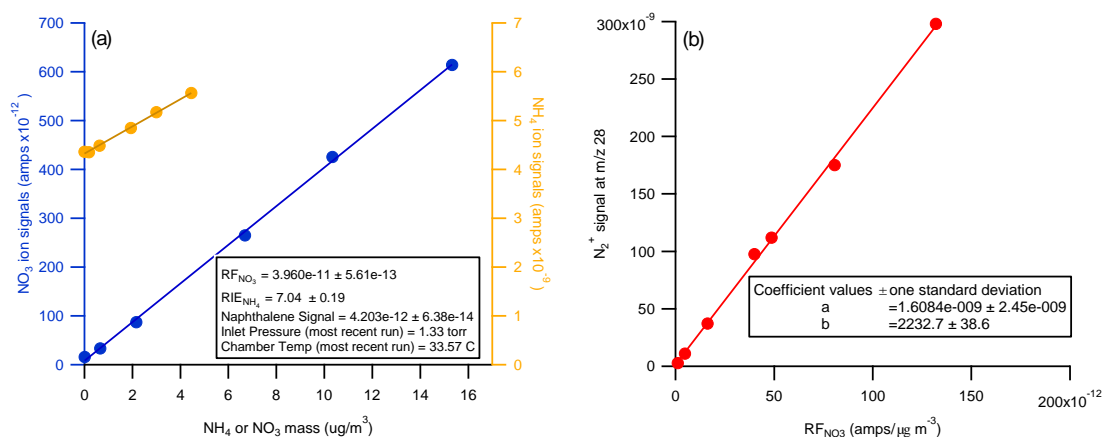 (a)
700
600
500
400
300
200
100
0
NO3 ion signals (amps x10^-12)
7
6
5
4
3
2
1
0
NH4 ion signals (amps x10^-9)
RF_NO3 = 3.960e-11 ± 5.61e-13
RIE_NH4 = 7.04 ± 0.19
Naphthalene Signal = 4.203e-12 ± 6.38e-14
Inlet Pressure (most recent run) = 1.33 torr
Chamber Temp (most recent run) = 33.57 C
0 2 4 6 8 10 12 14 16
NH4 or NO3 mass (ug/m^3)
(b)
300x10^-9
200
150
100
50
0
N2^+ signal at m/z 28
Coefficient values ± one standard deviation
a =1.6084e-009 ± 2.45e-009
b =2232.7 ± 38.6
0 50 100 150 200x10^-12
RF_NO3 (amps/µg m^-3)